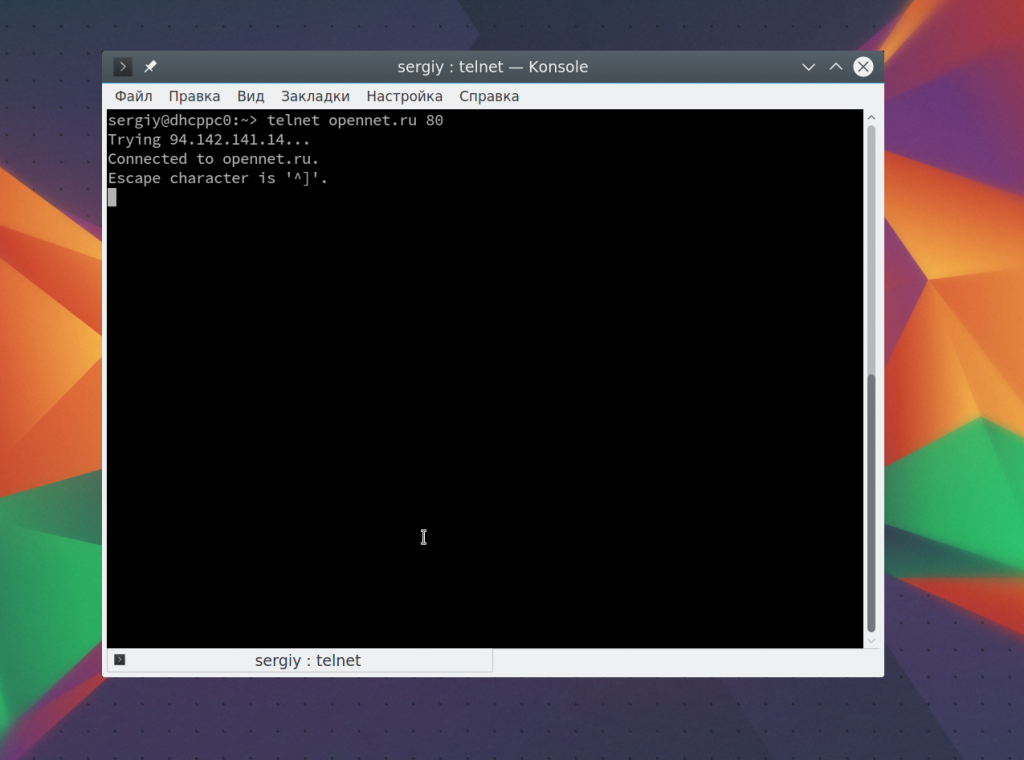 sergiy : telnet — Konsole
Файл Правка Вид Закладки Настройка Справка
sergiy@dhcppc0:~> telnet opennet.ru 80
Trying 94.142.141.14...
Connected to opennet.ru.
Escape character is '^]'.
sergiy : telnet